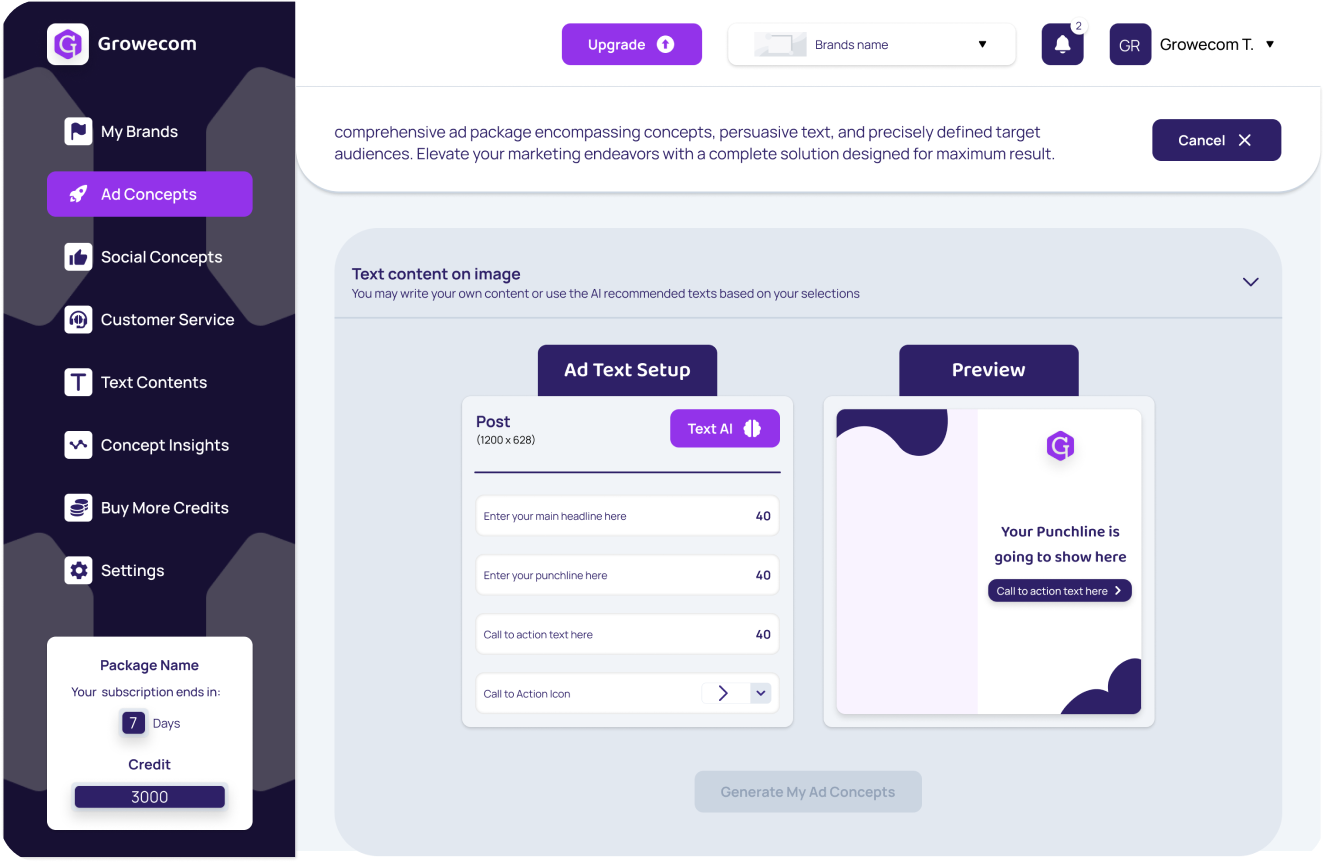 Growecom
Upgrade
Brands name
2
GR
Growecom T.
My Brands
Ad Concepts
Social Concepts
Customer Service
Text Contents
Concept Insights
Buy More Credits
Settings
Package Name
Your subscription ends in:
7 Days
Credit
3000
comprehensive ad package encompassing concepts, persuasive text, and precisely defined target
audiences. Elevate your marketing endeavors with a complete solution designed for maximum result.
Cancel
Text content on image
You may write your own content or use the AI recommended texts based on your selections
Ad Text Setup
Post
(1200 x 628)
Text AI
Enter your main headline here 40
Enter your punchline here 40
Call to action text here 40
Call to Action Icon
Preview
Your Punchline is
going to show here
Call to action text here
Generate My Ad Concepts